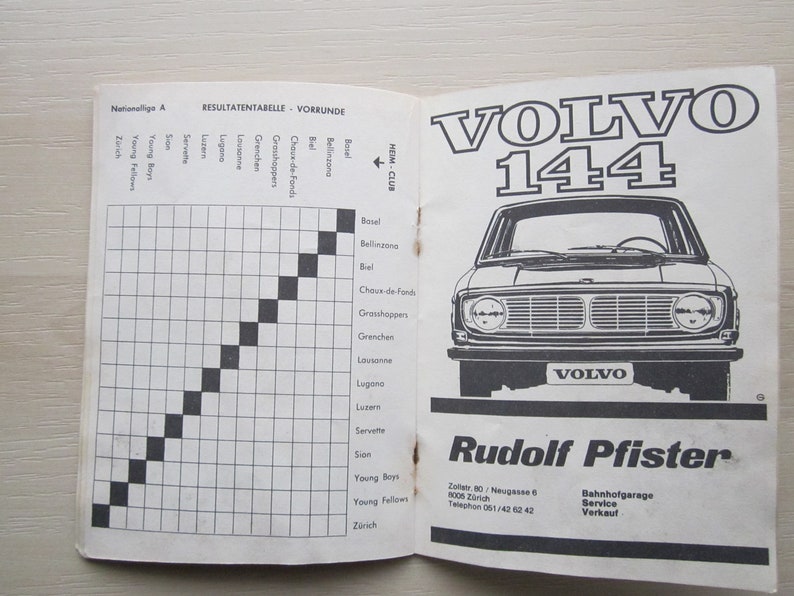 Nationalliga A RESULTATENTABELLE - VORRUNDE
Zürich
Young Fellows
Young Boys
Sion
Servette
Luzern
Lugano
Lausanne
Grenchen
Grasshoppers
Chaux-de-Fonds
Biel
Bellinzona
Basel
HEIM - CLUB
Basel
Bellinzona
Biel
Chaux-de-Fonds
Grasshoppers
Grenchen
Lausanne
Lugano
Luzern
Servette
Sion
Young Boys
Young Fellows
Zürich
VOLVO
144
VOLVO
Rudolf Pfister
Zollstr. 80 / Neugasse 6
8005 Zürich
Telephon 051/42 62 42
Bahnhofgarage
Service
Verkauf